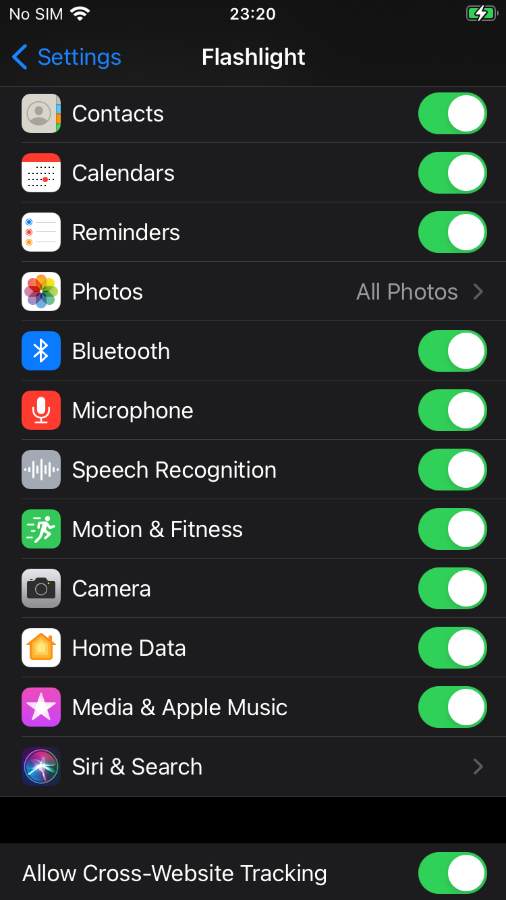 No SIM 23:20
Settings Flashlight
Contacts
Calendars
Reminders
Photos All Photos
Bluetooth
Microphone
Speech Recognition
Motion & Fitness
Camera
Home Data
Media & Apple Music
Siri & Search
Allow Cross-Website Tracking